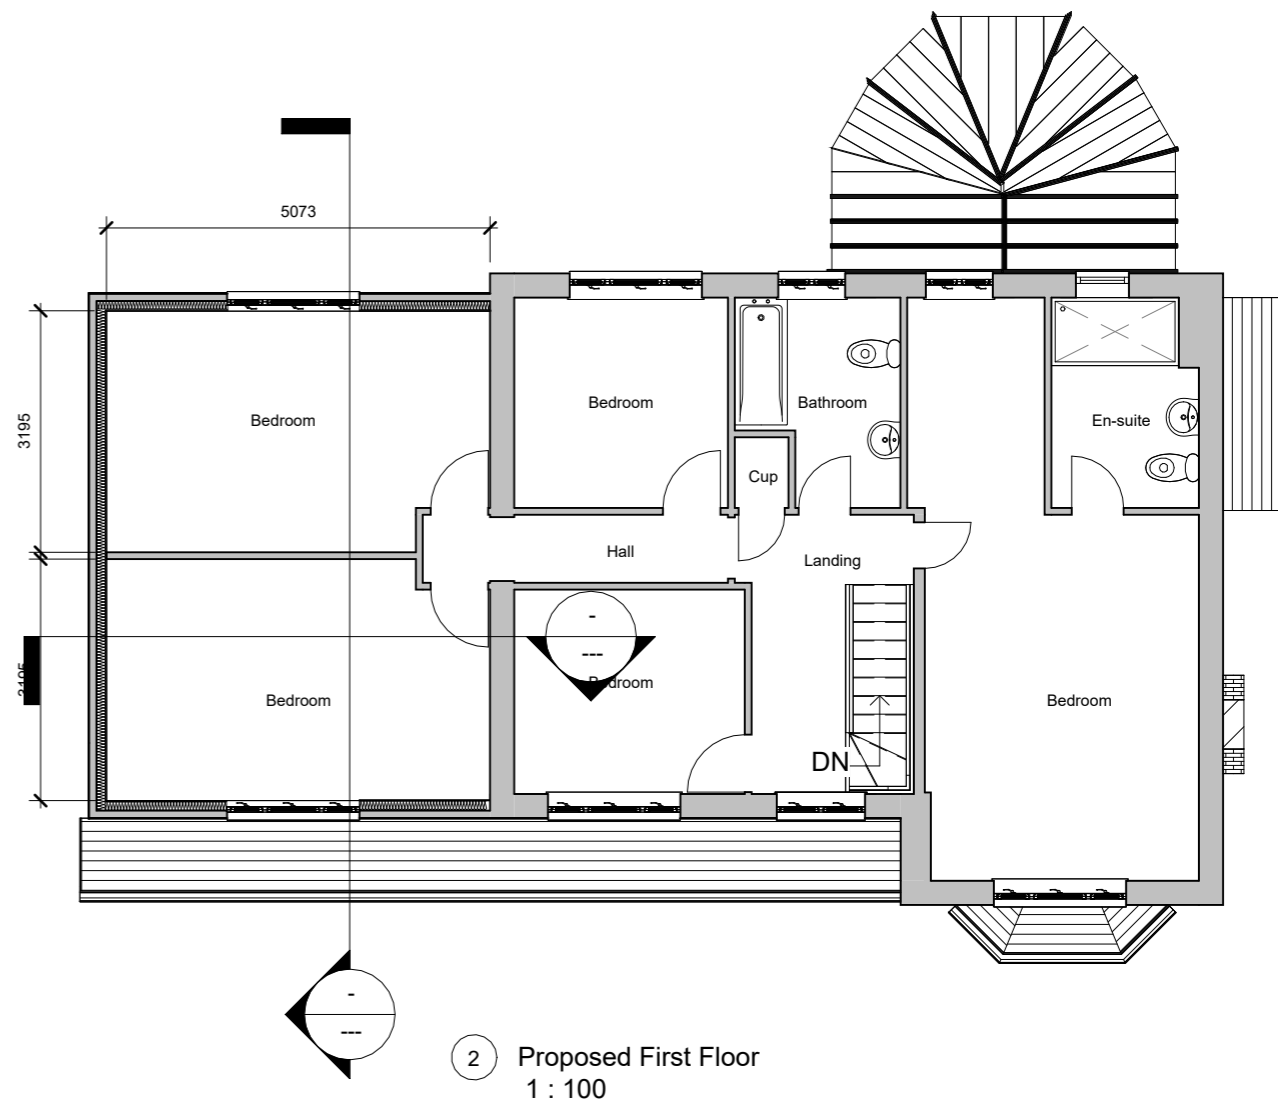 5073
3195
Bedroom
Bedroom
Bathroom
En-suite
Cup
Hall
Landing
-
---
3195
Bedroom
Bedroom
Bedroom
DN
-
---
2 Proposed First Floor
1 : 100